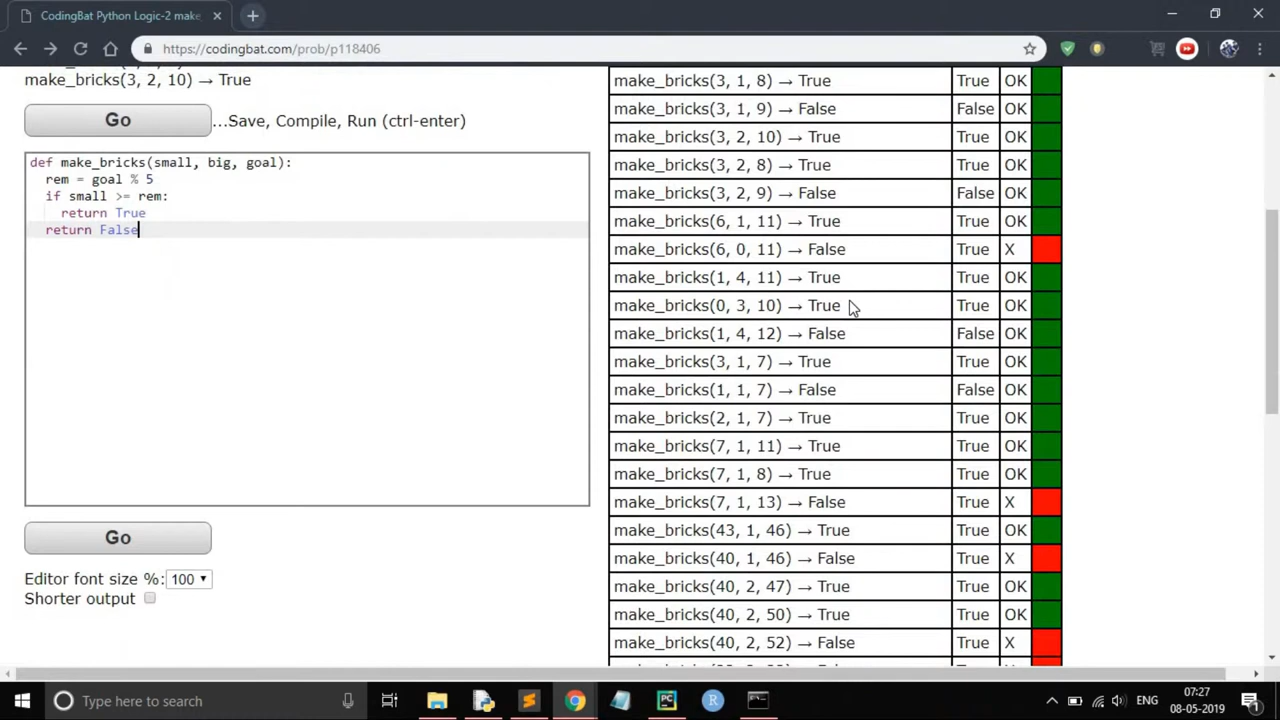 CodingBat Python Logic-2 mak
https://codingbat.com/prob/p118406
make_bricks(3, 2, 10) → True
Go
...Save, Compile, Run (ctrl-enter)
def make_bricks(small, big, goal):
rem = goal % 5
if small >= rem:
return True
return False
Go
Editor font size %: 100
Shorter output
make_bricks(3, 1, 8) → True True OK
make_bricks(3, 1, 9) → False False OK
make_bricks(3, 2, 10) → True True OK
make_bricks(3, 2, 8) → True True OK
make_bricks(3, 2, 9) → False False OK
make_bricks(6, 1, 11) → True True OK
make_bricks(6, 0, 11) → False True X
make_bricks(1, 4, 11) → True True OK
make_bricks(0, 3, 10) → True True OK
make_bricks(1, 4, 12) → False False OK
make_bricks(3, 1, 7) → True True OK
make_bricks(1, 1, 7) → False False OK
make_bricks(2, 1, 7) → True True OK
make_bricks(7, 1, 11) → True True OK
make_bricks(7, 1, 8) → True True OK
make_bricks(7, 1, 13) → False True X
make_bricks(43, 1, 46) → True True OK
make_bricks(40, 1, 46) → False True X
make_bricks(40, 2, 47) → True True OK
make_bricks(40, 2, 50) → True True OK
make_bricks(40, 2, 52) → False True X
Type here to search
PC
R
ENG
07:27
08-05-2019
1